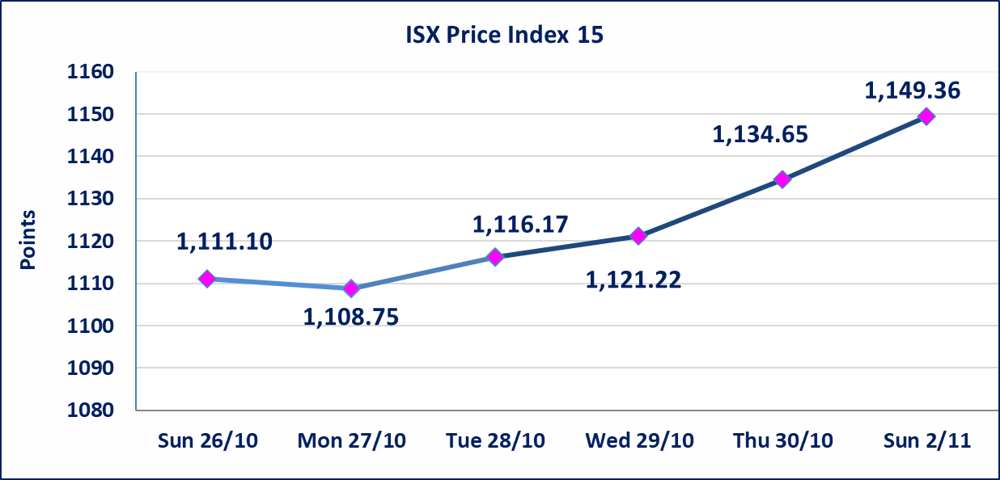 ISX Price Index 15
1160
1150
1140
1130
1120
1110
1100
1090
1080
Points
1,111.10
1,108.75
1,116.17
1,121.22
1,134.65
1,149.36
Sun 26/10
Mon 27/10
Tue 28/10
Wed 29/10
Thu 30/10
Sun 2/11